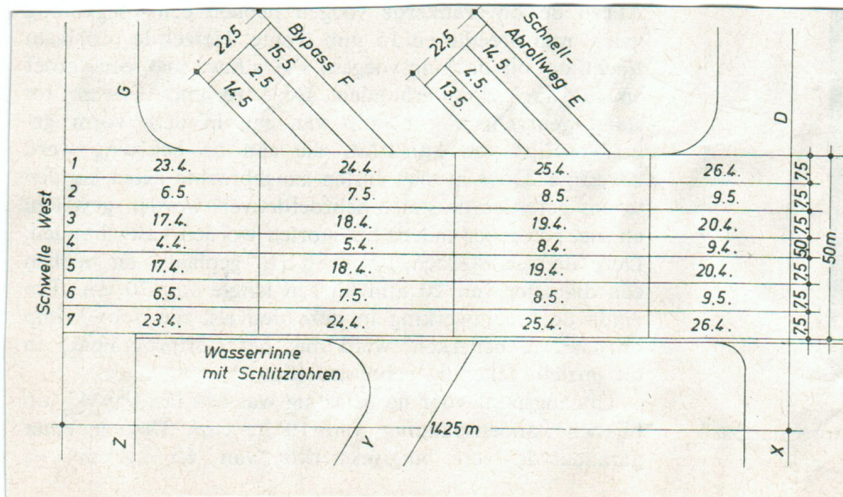 Bypass F
22.5 15.5
14.5 2.5
Schnell-
Abrollweg E
22.5 14.5
13.5 4.5.
G
D
Schwelle West
1 23.4. 24.4. 25.4. 26.4. 7,5
2 6.5. 7.5. 8.5. 9.5. 7,5
3 17.4. 18.4. 19.4. 20.4. 7,5
4 4.4. 5.4. 8.4. 9.4. 5,0
5 17.4. 18.4. 19.4. 20.4. 7,5
6 6.5. 7.5. 8.5. 9.5. 7,5
7 23.4. 24.4. 25.4. 26.4. 7,5
50m
Wasserrinne
mit Schlitzrohren
Z
Y
1425 m
X